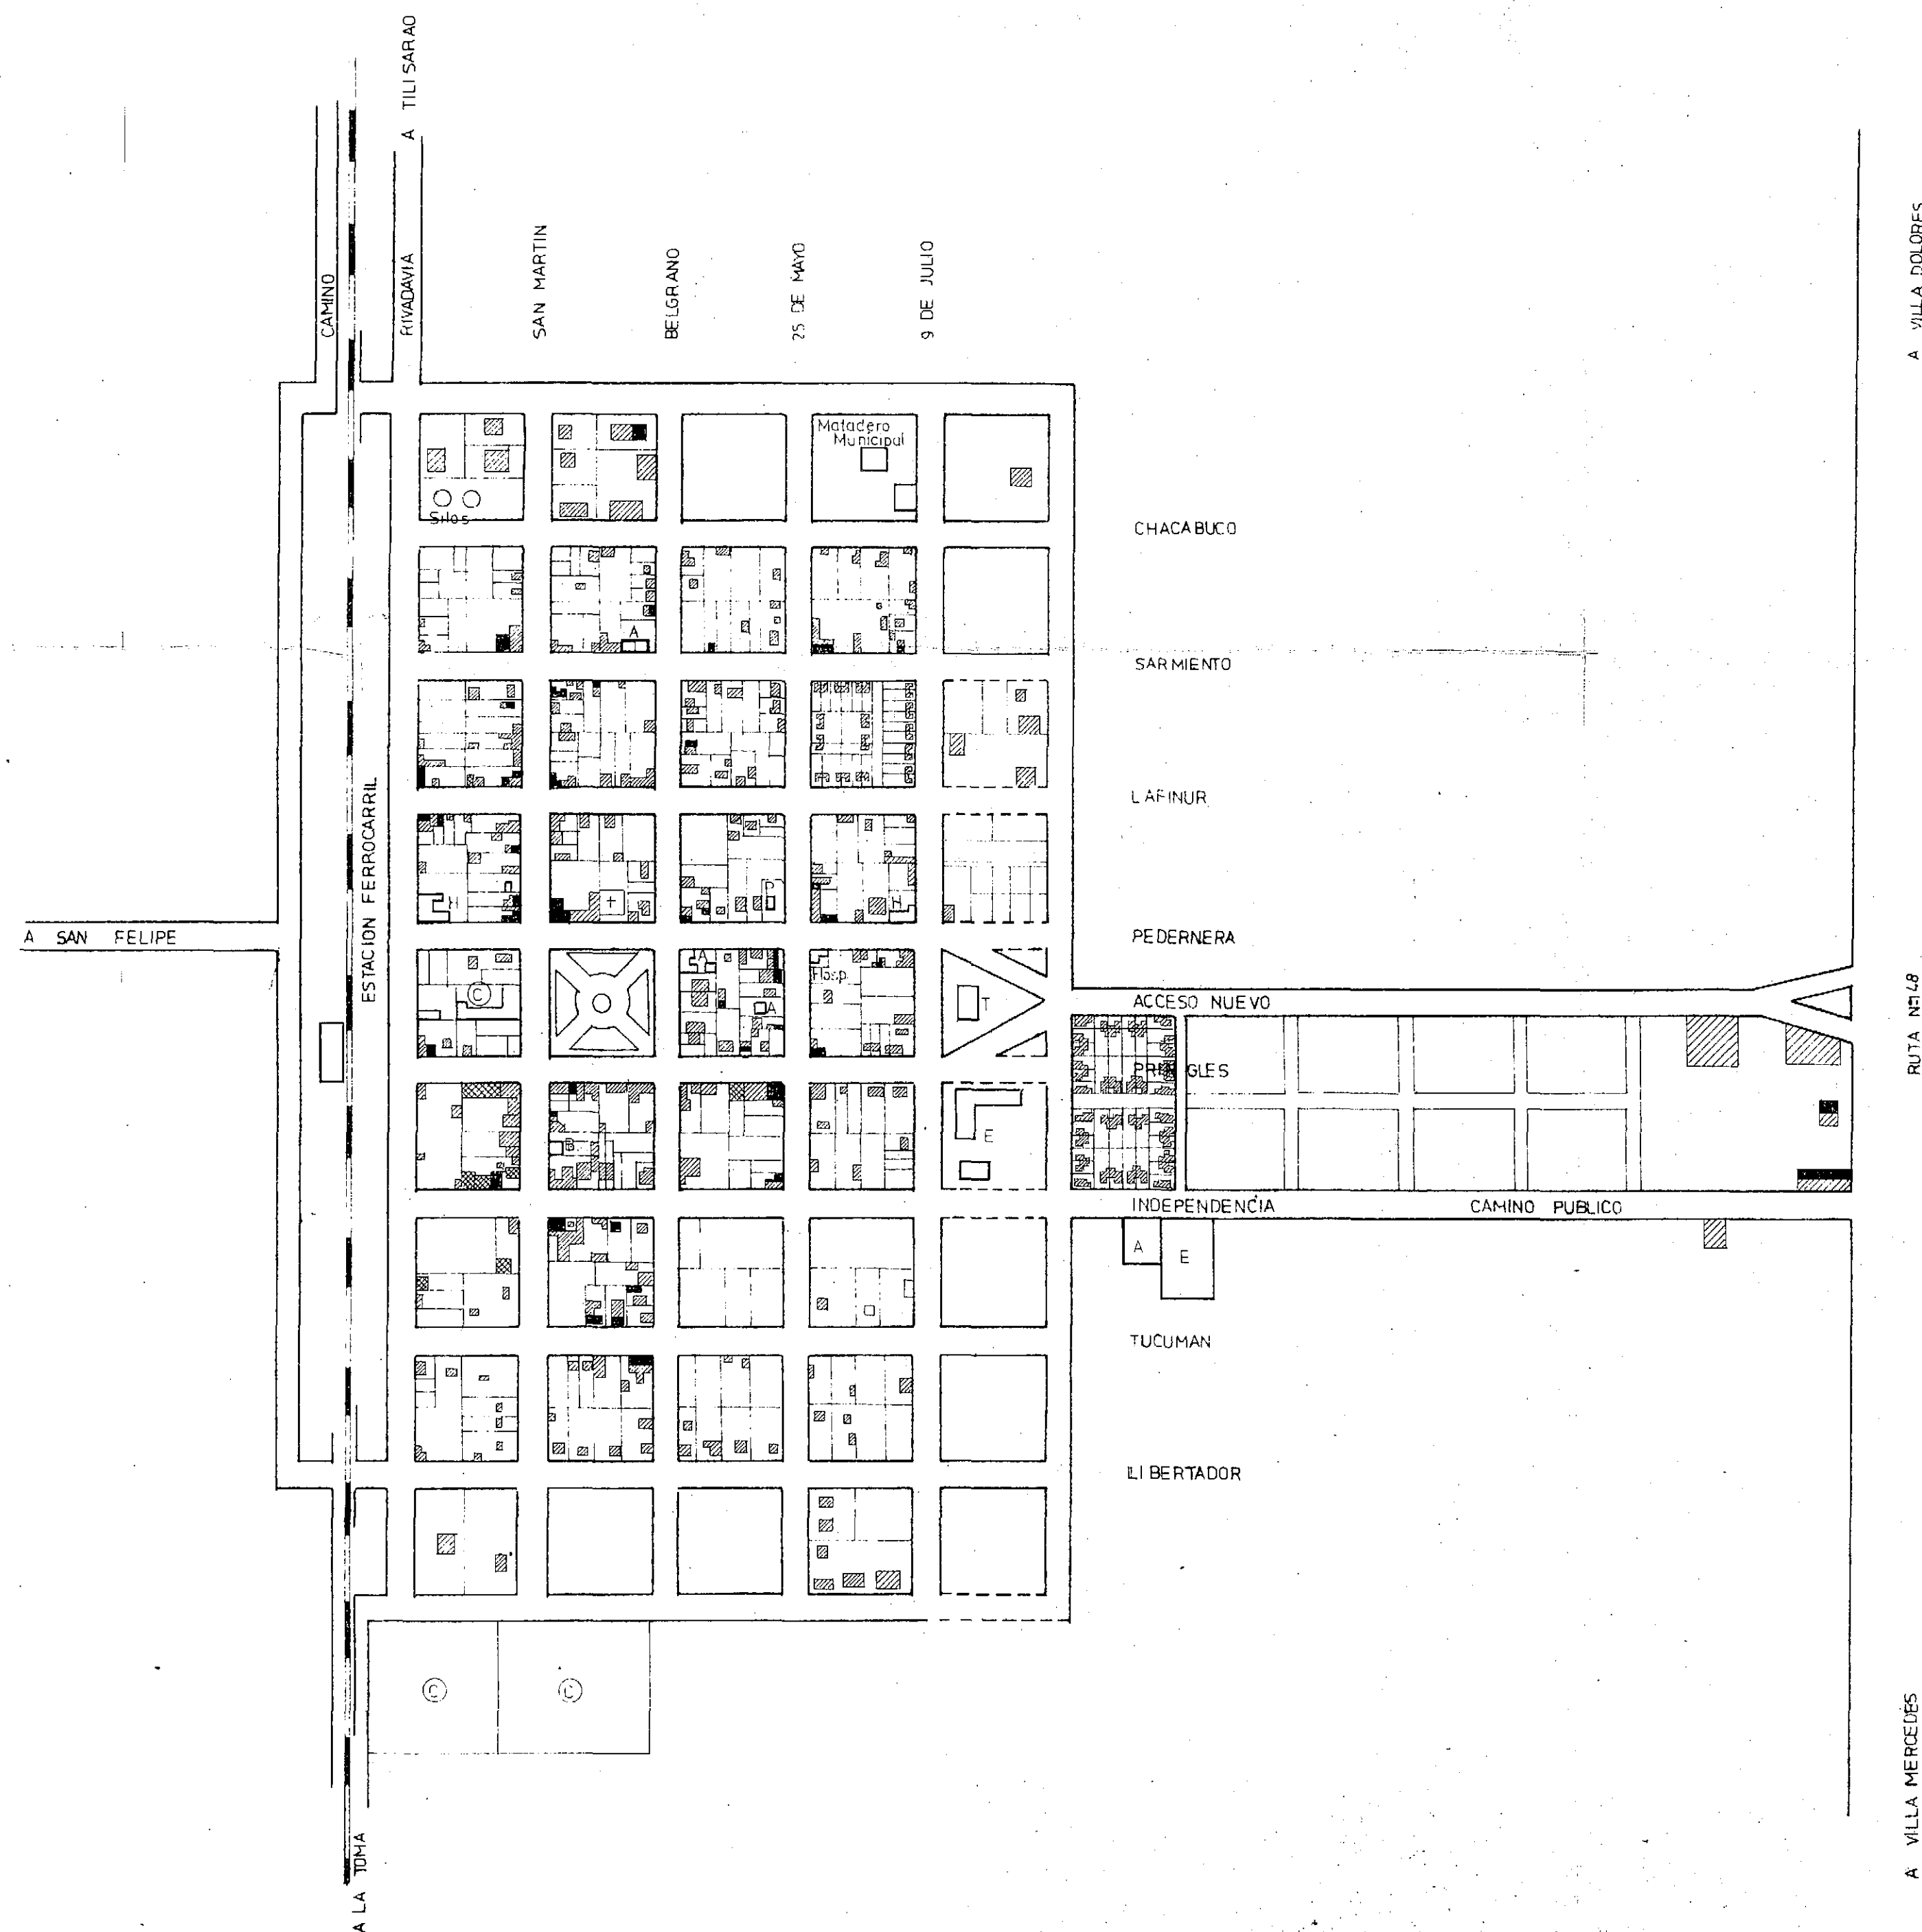 A TILISARAO
CAMINO
RIVADAVIA
SAN MARTIN
BELGRANO
25 DE MAYO
9 DE JULIO
A VILLA DOLORES
Matadero
Municipal
Silos
CHACABUCO
A
SARMIENTO
LAFINUR
ESTACION FERROCARRIL
P
H
A SAN FELIPE
PEDERNERA
A
Hosp.
C
A
T
ACCESO NUEVO
RUTA Nº148
PRINGLES
B
E
INDEPENDENCIA
CAMINO PUBLICO
A
E
TUCUMAN
LIBERTADOR
C
C
A LA TOMA
A VILLA MERCEDES